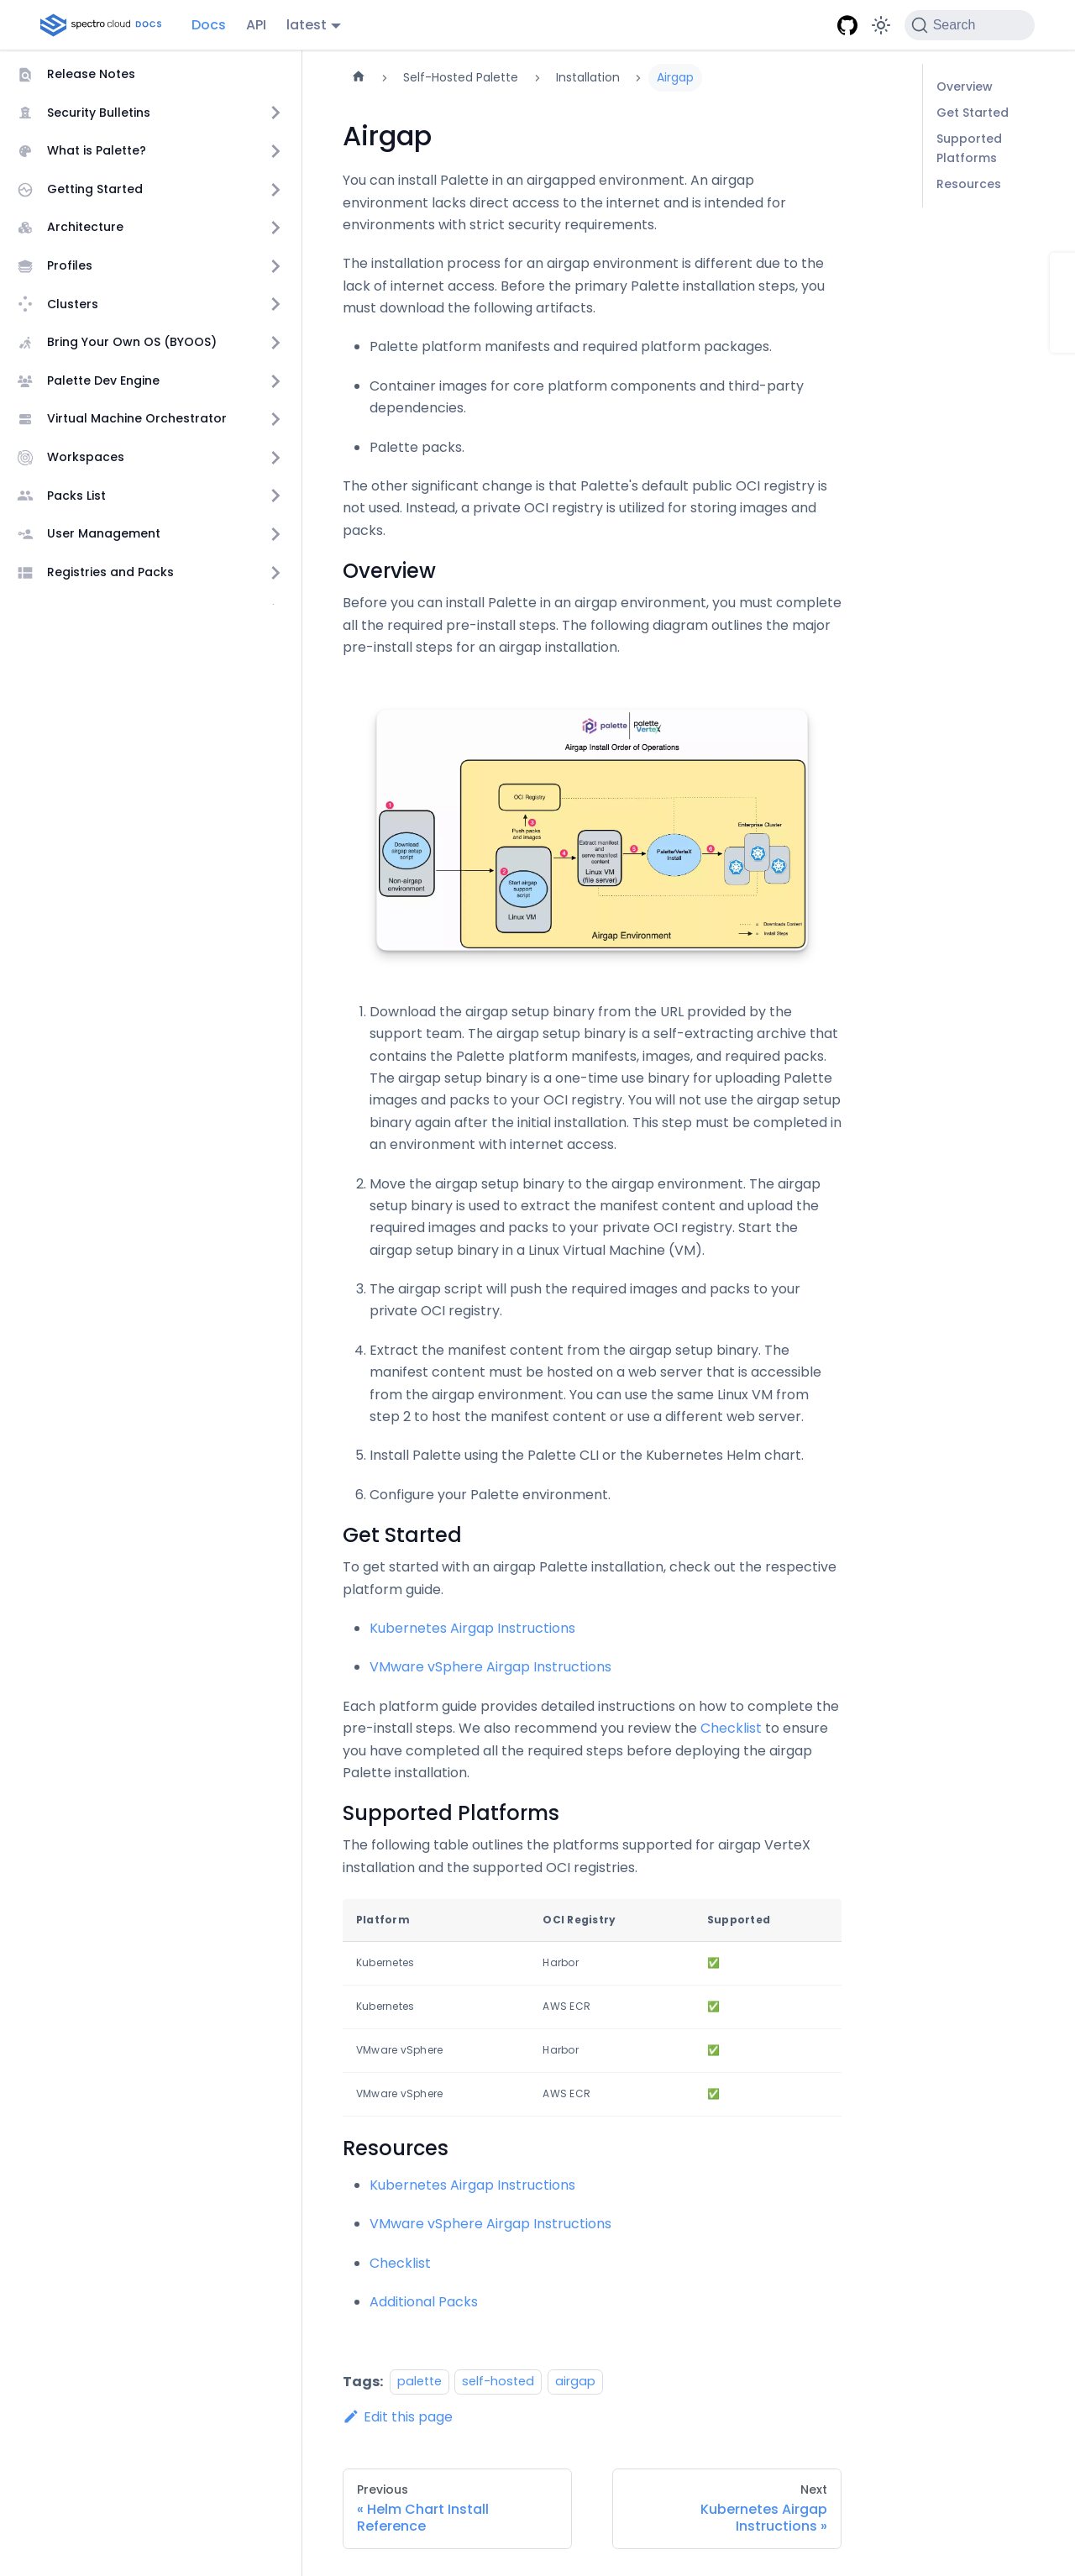 spectro cloud DOCS
Docs
API
latest
Search
Release Notes
Security Bulletins
What is Palette?
Getting Started
Architecture
Profiles
Clusters
Bring Your Own OS (BYOOS)
Palette Dev Engine
Virtual Machine Orchestrator
Workspaces
Packs List
User Management
Registries and Packs
Self-Hosted Palette
Installation
Airgap
Airgap
You can install Palette in an airgapped environment. An airgap
environment lacks direct access to the internet and is intended for
environments with strict security requirements.
The installation process for an airgap environment is different due to the
lack of internet access. Before the primary Palette installation steps, you
must download the following artifacts.
Palette platform manifests and required platform packages.
Container images for core platform components and third-party
dependencies.
Palette packs.
The other significant change is that Palette's default public OCI registry is
not used. Instead, a private OCI registry is utilized for storing images and
packs.
Overview
Before you can install Palette in an airgap environment, you must complete
all the required pre-install steps. The following diagram outlines the major
pre-install steps for an airgap installation.
palette
palette
VerteX
Airgap Install Order of Operations
1
Download
airgap setup
script
Non-airgap
environment
OCI Registry
3
Push packs
and images
2
Start airgap
support
script
Linux VM
4
Extract manifest
and
serve manifest
content
Linux VM
(file server)
5
Palette/VerteX
Install
6
Enterprise Cluster
Airgap Environment
= Downloads Content
= Install Steps
1. Download the airgap setup binary from the URL provided by the
support team. The airgap setup binary is a self-extracting archive that
contains the Palette platform manifests, images, and required packs.
The airgap setup binary is a one-time use binary for uploading Palette
images and packs to your OCI registry. You will not use the airgap setup
binary again after the initial installation. This step must be completed in
an environment with internet access.
2. Move the airgap setup binary to the airgap environment. The airgap
setup binary is used to extract the manifest content and upload the
required images and packs to your private OCI registry. Start the
airgap setup binary in a Linux Virtual Machine (VM).
3. The airgap script will push the required images and packs to your
private OCI registry.
4. Extract the manifest content from the airgap setup binary. The
manifest content must be hosted on a web server that is accessible
from the airgap environment. You can use the same Linux VM from
step 2 to host the manifest content or use a different web server.
5. Install Palette using the Palette CLI or the Kubernetes Helm chart.
6. Configure your Palette environment.
Get Started
To get started with an airgap Palette installation, check out the respective
platform guide.
Kubernetes Airgap Instructions
VMware vSphere Airgap Instructions
Each platform guide provides detailed instructions on how to complete the
pre-install steps. We also recommend you review the Checklist to ensure
you have completed all the required steps before deploying the airgap
Palette installation.
Supported Platforms
The following table outlines the platforms supported for airgap VerteX
installation and the supported OCI registries.
Platform OCI Registry Supported
Kubernetes Harbor ✅
Kubernetes AWS ECR ✅
VMware vSphere Harbor ✅
VMware vSphere AWS ECR ✅
Resources
Kubernetes Airgap Instructions
VMware vSphere Airgap Instructions
Checklist
Additional Packs
Tags: palette self-hosted airgap
Edit this page
Previous
« Helm Chart Install
Reference
Next
Kubernetes Airgap
Instructions »
Overview
Get Started
Supported
Platforms
Resources